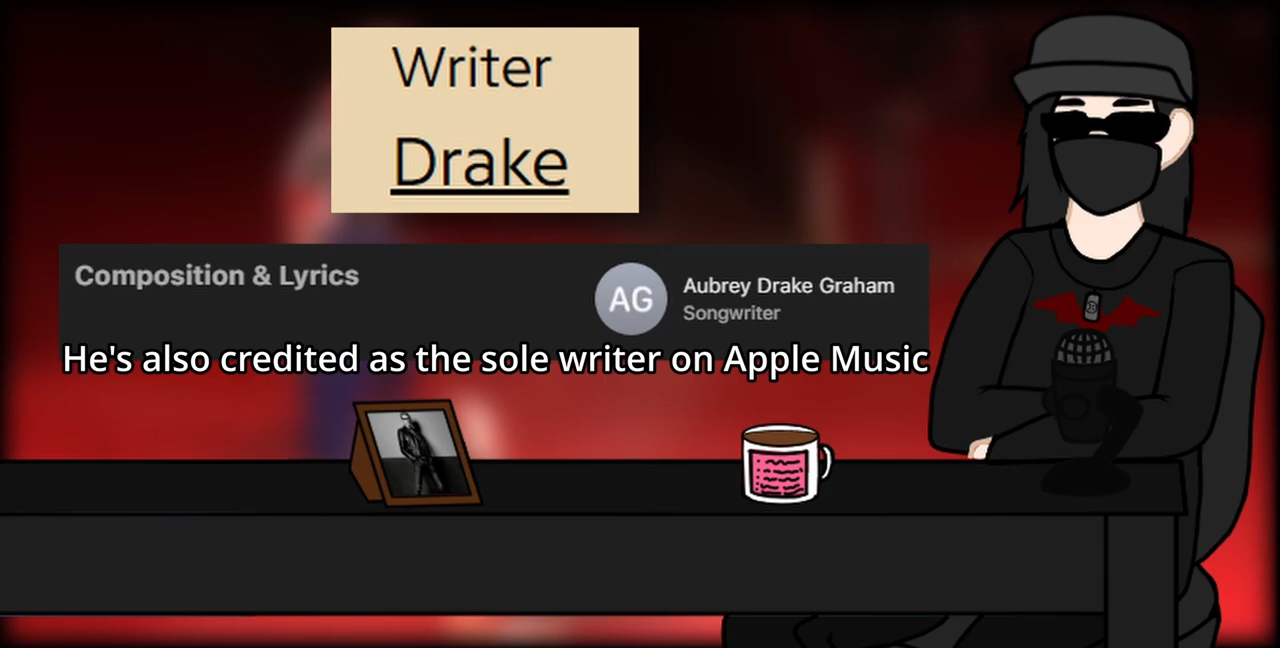 Writer
Drake
Composition & Lyrics
AG
Aubrey Drake Graham
Songwriter
He's also credited as the sole writer on Apple Music